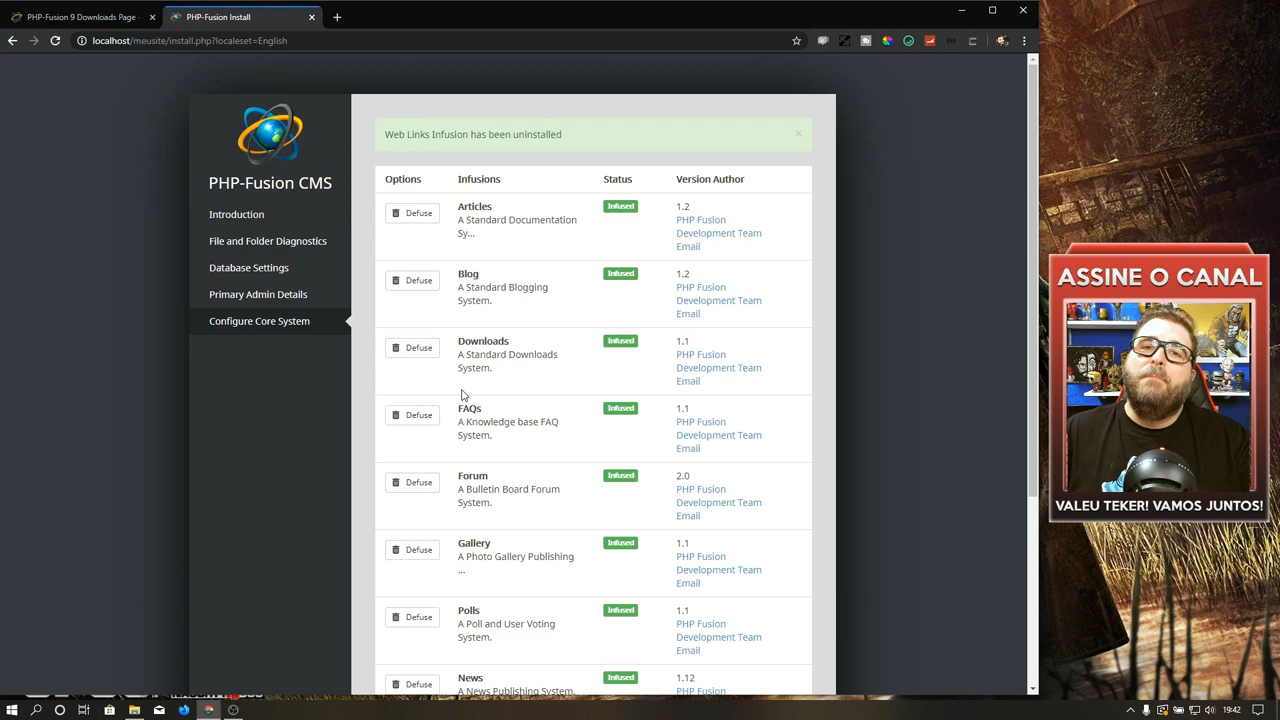 PHP-Fusion 9 Downloads Page -
PHP-Fusion Install
localhost/meusite/install.php?localeset=English
PHP-Fusion CMS
Introduction
File and Folder Diagnostics
Database Settings
Primary Admin Details
Configure Core System
Web Links Infusion has been uninstalled
Options Infusions Status Version Author
Defuse Articles Infused 1.2
A Standard Documentation PHP Fusion
Sy... Development Team
Email
Defuse Blog Infused 1.2
A Standard Blogging PHP Fusion
System. Development Team
Email
Defuse Downloads Infused 1.1
A Standard Downloads PHP Fusion
System. Development Team
Email
Defuse FAQs Infused 1.1
A Knowledge base FAQ PHP Fusion
System. Development Team
Email
Defuse Forum Infused 2.0
A Bulletin Board Forum PHP Fusion
System. Development Team
Email
Defuse Gallery Infused 1.1
A Photo Gallery Publishing PHP Fusion
... Development Team
Email
Defuse Polls Infused 1.1
A Poll and User Voting PHP Fusion
System. Development Team
Email
Defuse News Infused 1.12
A News Publishing System. PHP Fusion
ASSINE O CANAL
VALEU TEKER! VAMOS JUNTOS!
19:42